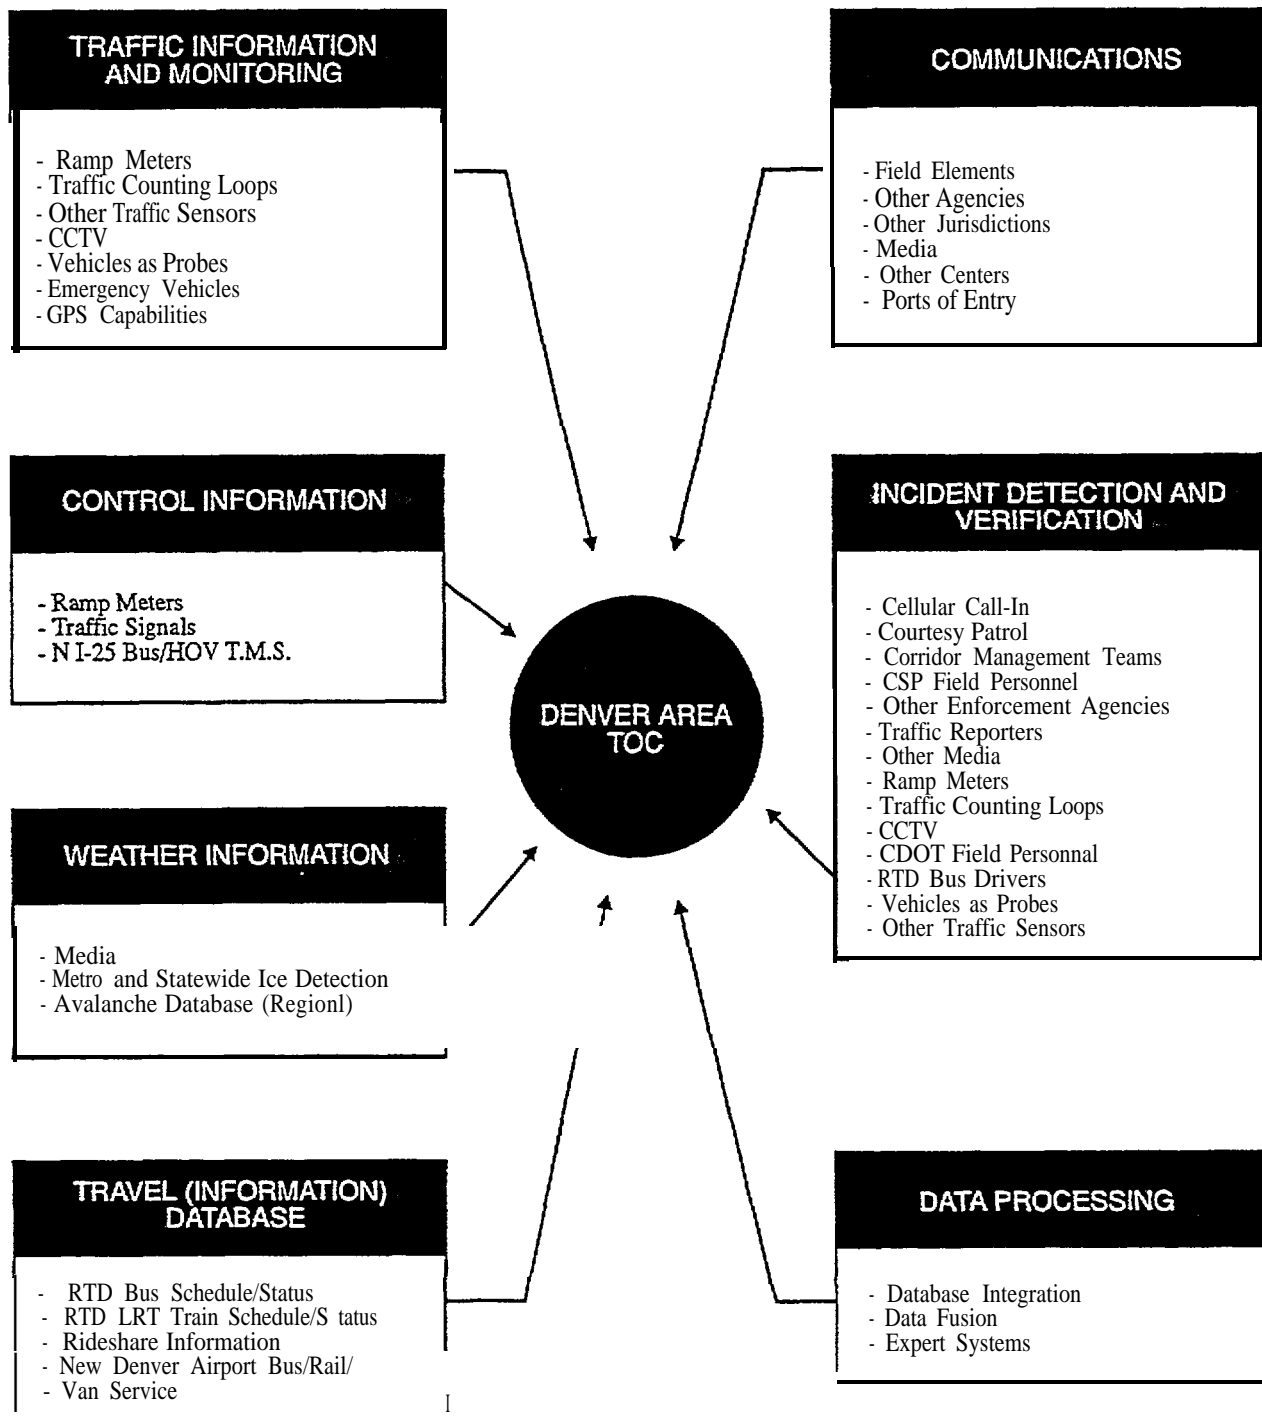 TRAFFIC INFORMATION
AND MONITORING
- Ramp Meters
- Traffic Counting Loops
- Other Traffic Sensors
- CCTV
- Vehicles as Probes
- Emergency Vehicles
- GPS Capabilities
COMMUNICATIONS
- Field Elements
- Other Agencies
- Other Jurisdictions
- Media
- Other Centers
- Ports of Entry
CONTROL INFORMATION
- Ramp Meters
- Traffic Signals
- N I-25 Bus/HOV T.M.S.
INCIDENT DETECTION AND
VERIFICATION
- Cellular Call-In
- Courtesy Patrol
- Corridor Management Teams
- CSP Field Personnel
- Other Enforcement Agencies
- Traffic Reporters
- Other Media
- Ramp Meters
- Traffic Counting Loops
- CCTV
- CDOT Field Personnal
- RTD Bus Drivers
- Vehicles as Probes
- Other Traffic Sensors
DENVER AREA
TOC
WEATHER INFORMATION
- Media
- Metro and Statewide Ice Detection
- Avalanche Database (Regionl)
TRAVEL (INFORMATION)
DATABASE
- RTD Bus Schedule/Status
- RTD LRT Train Schedule/S tatus
- Rideshare Information
- New Denver Airport Bus/Rail/
- Van Service
DATA PROCESSING
- Database Integration
- Data Fusion
- Expert Systems